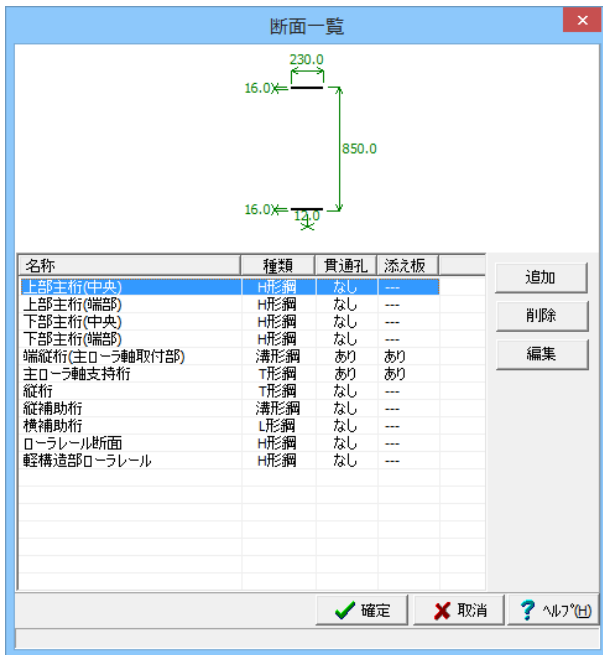 断面一覧
230.0
16.0
850.0
16.0
12.0
名称 種類 貫通孔 添え板
上部主桁(中央) H形鋼 なし ---
上部主桁(端部) H形鋼 なし ---
下部主桁(中央) H形鋼 なし ---
下部主桁(端部) H形鋼 なし ---
端縦桁(主ローラ軸取付部) 溝形鋼 あり あり
主ローラ軸支持桁 T形鋼 あり あり
縦桁 T形鋼 なし ---
縦補助桁 溝形鋼 なし ---
横補助桁 L形鋼 なし ---
ローラレール断面 H形鋼 なし ---
軽構造部ローラレール H形鋼 なし ---
追加
削除
編集
確定 取消 ? ﾍﾙﾌﾟ(H)